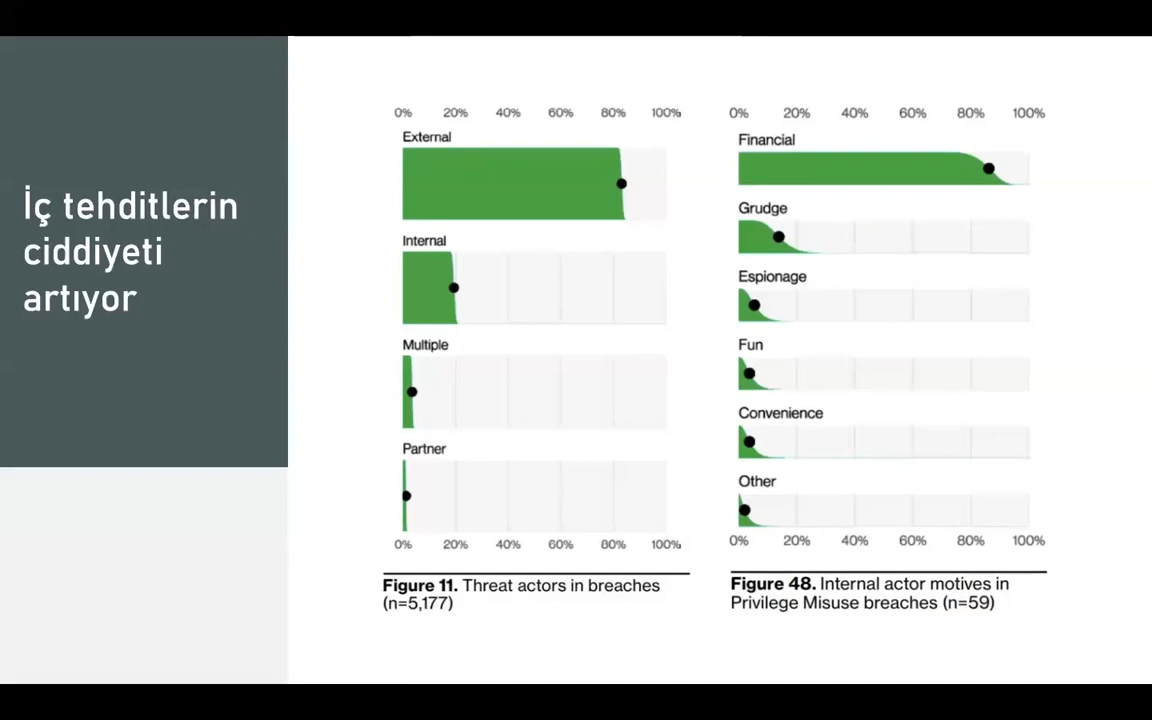 İç tehditlerin
ciddiyeti
artıyor
0% 20% 40% 60% 80% 100%
External
Internal
Multiple
Partner
0% 20% 40% 60% 80% 100%
Figure 11. Threat actors in breaches
(n=5,177)
0% 20% 40% 60% 80% 100%
Financial
Grudge
Espionage
Fun
Convenience
Other
0% 20% 40% 60% 80% 100%
Figure 48. Internal actor motives in
Privilege Misuse breaches (n=59)